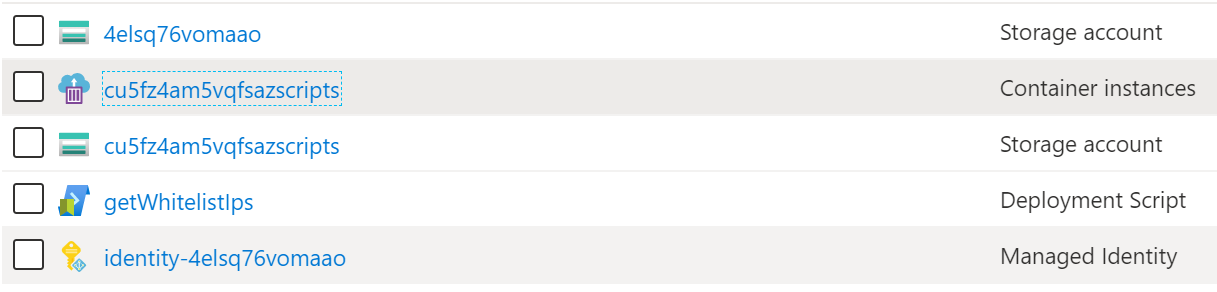 4elsq76vomaao Storage account
cu5fz4am5vqfsazscripts Container instances
cu5fz4am5vqfsazscripts Storage account
getWhitelistIps Deployment Script
identity-4elsq76vomaao Managed Identity